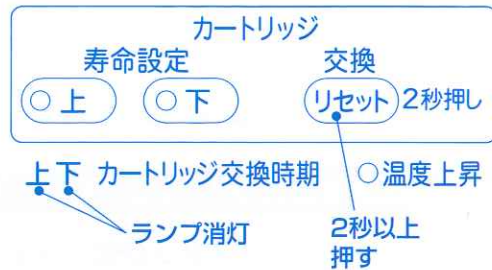 カートリッジ
寿命設定 交換
○上 ○下 リセット 2秒押し
上下 カートリッジ交換時期 ○温度上昇
ランプ消灯 2秒以上
押す